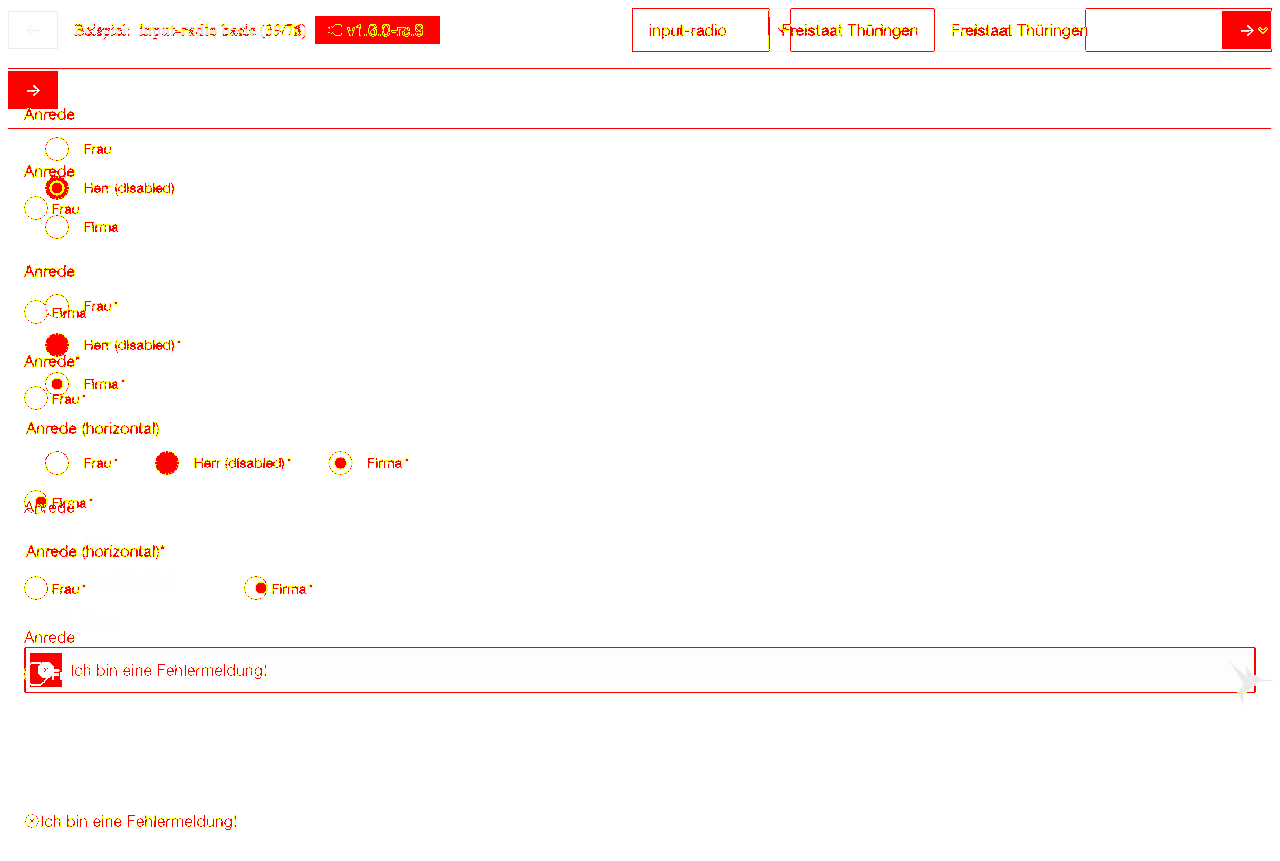 Beispiel: input-radio basic (39/76) v1.6.0-rc.9 input-radio Freistaat Thüringen Freistaat Thüringen
Anrede
Frau
Anrede
Herr (disabled)
Frau
Firma
Anrede
Frau*
Firma
Herr (disabled)*
Anrede*
Firma*
Frau*
Anrede (horizontal)
Frau* Herr (disabled)* Firma*
Firma*
Anrede
Anrede (horizontal)*
Frau* Firma*
Anrede
Ich bin eine Fehlermeldung!
Ich bin eine Fehlermeldung!